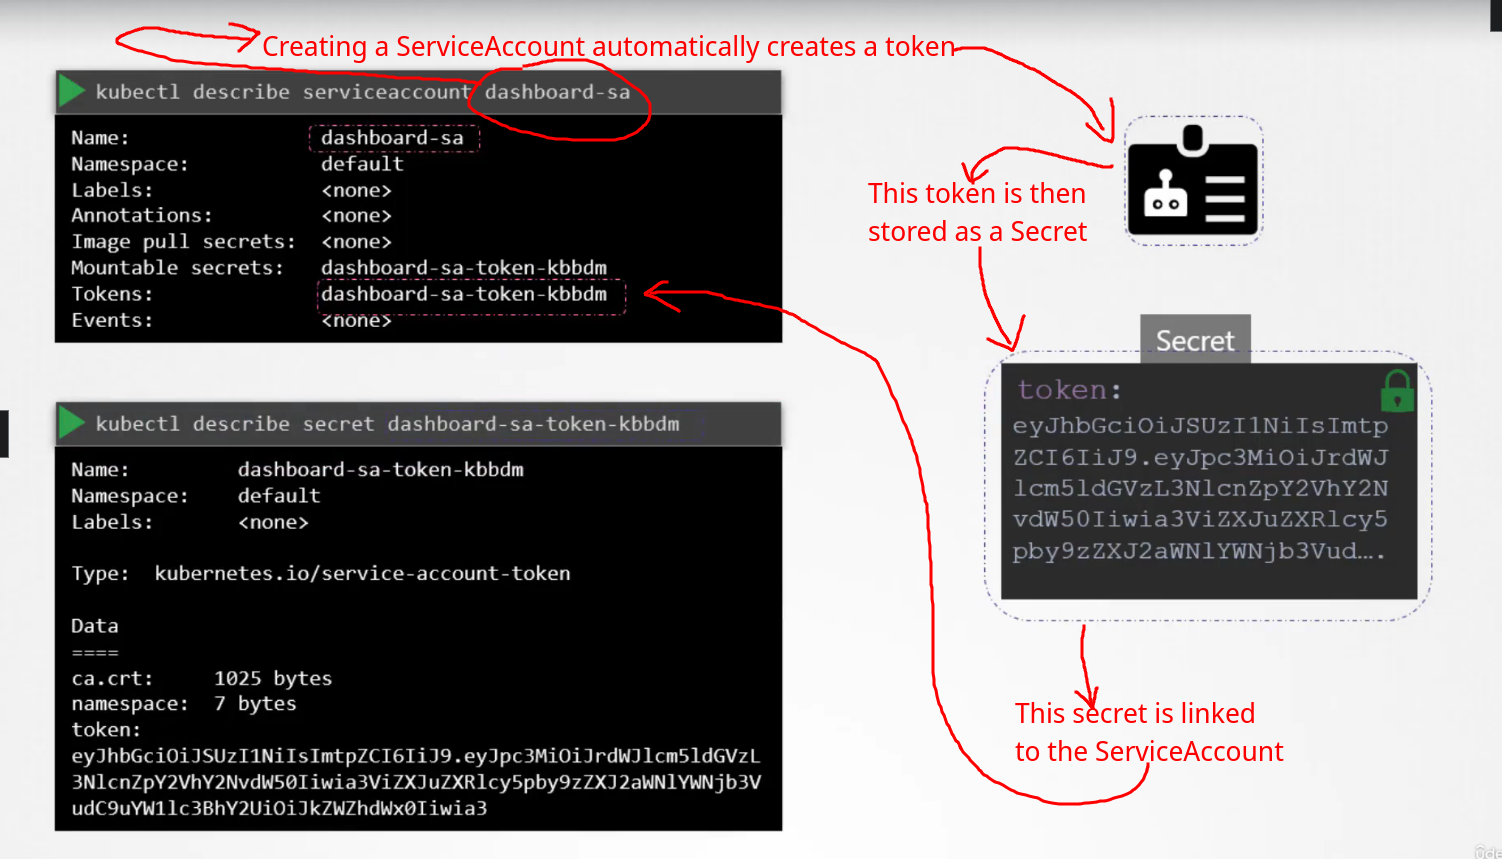 Creating a ServiceAccount automatically creates a token
kubectl describe serviceaccount dashboard-sa
Name: dashboard-sa
Namespace: default
Labels: <none>
Annotations: <none>
Image pull secrets: <none>
Mountable secrets: dashboard-sa-token-kbbdm
Tokens: dashboard-sa-token-kbbdm
Events: <none>
This token is then
stored as a Secret
Secret
token:
eyJhbGciOiJSUzI1NiIsImtp
ZCI6IiJ9.eyJpc3MiOiJrdWJ
lcm5ldGVzL3NlcnZpY2VhY2N
vdW50Iiwia3ViZXJuZXRlcy5
pby9zZXJ2aWNlYWNjb3Vud….
This secret is linked
to the ServiceAccount
kubectl describe secret dashboard-sa-token-kbbdm
Name: dashboard-sa-token-kbbdm
Namespace: default
Labels: <none>
Type: kubernetes.io/service-account-token
Data
====
ca.crt: 1025 bytes
namespace: 7 bytes
token:
eyJhbGciOiJSUzI1NiIsImtpZCI6IiJ9.eyJpc3MiOiJrdWJlcm5ldGVzL
3NlcnZpY2VhY2NvdW50Iiwia3ViZXJuZXRlcy5pby9zZXJ2aWNlYWNjb3V
udC9uYW1lc3BhY2UiOiJkZWZhdWx0Iiwia3